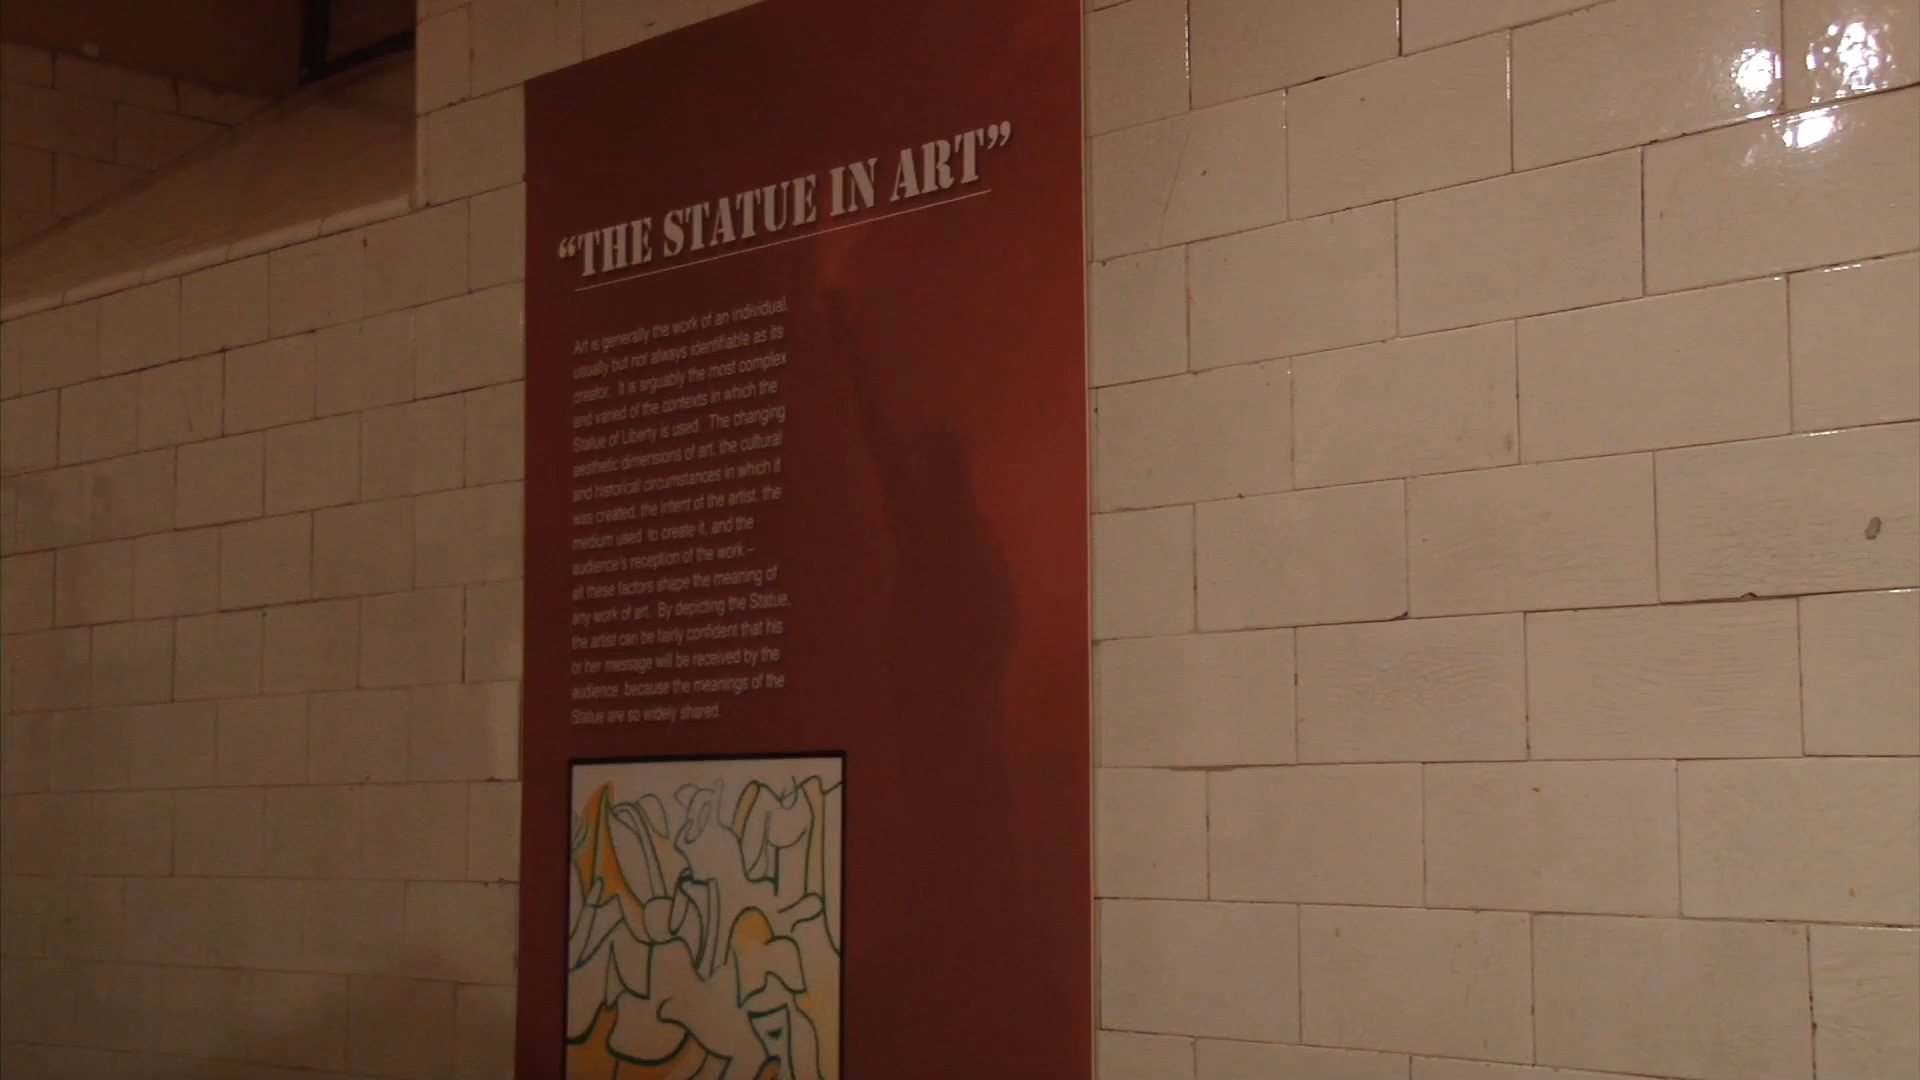 “THE STATUE IN ART”
Art is generally the work of an individual,
usually but not always identifiable as its
creator. It is arguably the most complex
and varied of the contexts in which the
Statue of Liberty is used. The changing
aesthetic dimensions of art, the cultural
and historical circumstances in which it
was created, the intent of the artist, the
medium used to create it, and the
audience's reception of the work –
all these factors shape the meaning of
any work of art. By depicting the Statue,
the artist can be fairly confident that his
or her message will be received by the
audience because the meanings of the
Statue are so widely shared.